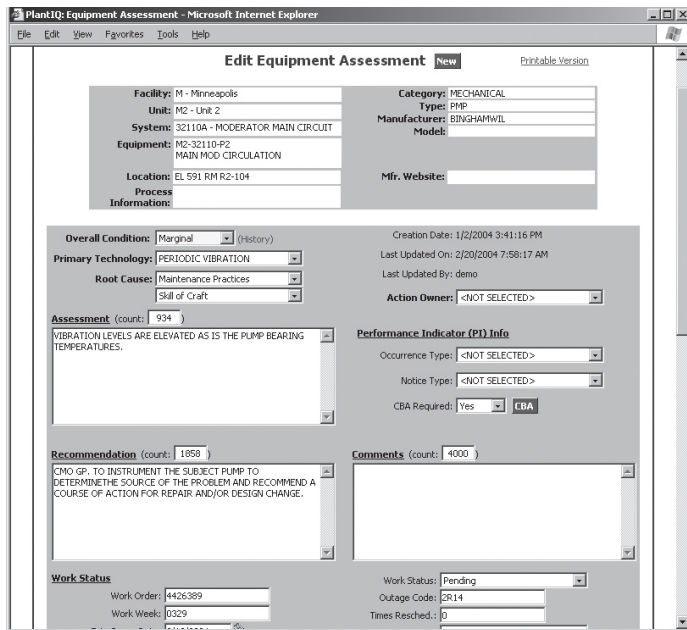 PlantIQ: Equipment Assessment - Microsoft Internet Explorer
File Edit View Favorites Tools Help
Edit Equipment Assessment New Printable Version
Facility: M - Minneapolis
Unit: M2 - Unit 2
System: 32110A - MODERATOR MAIN CIRCUIT
Equipment: M2-32110-P2
MAIN MOD CIRCULATION
Location: EL 591 RM R2-104
Process
Information:
Category: MECHANICAL
Type: PMP
Manufacturer: BINGHAMWIL
Model:
Mfr. Website:
Overall Condition: Marginal (History)
Primary Technology: PERIODIC VIBRATION
Root Cause: Maintenance Practices
Skill of Craft
Creation Date: 1/2/2004 3:41:16 PM
Last Updated On: 2/20/2004 7:58:17 AM
Last Updated By: demo
Action Owner: <NOT SELECTED>
Assessment (count: 934 )
VIBRATION LEVELS ARE ELEVATED AS IS THE PUMP BEARING
TEMPERATURES.
Performance Indicator (PI) Info
Occurrence Type: <NOT SELECTED>
Notice Type: <NOT SELECTED>
CBA Required: Yes CBA
Recommendation (count: 1858 )
CMO GP. TO INSTRUMENT THE SUBJECT PUMP TO
DETERMINETHE SOURCE OF THE PROBLEM AND RECOMMEND A
COURSE OF ACTION FOR REPAIR AND/OR DESIGN CHANGE.
Comments (count: 4000 )
Work Status
Work Order: 4426389
Work Week: 0329
Work Status: Pending
Outage Code: 2R14
Times Resched.: 0